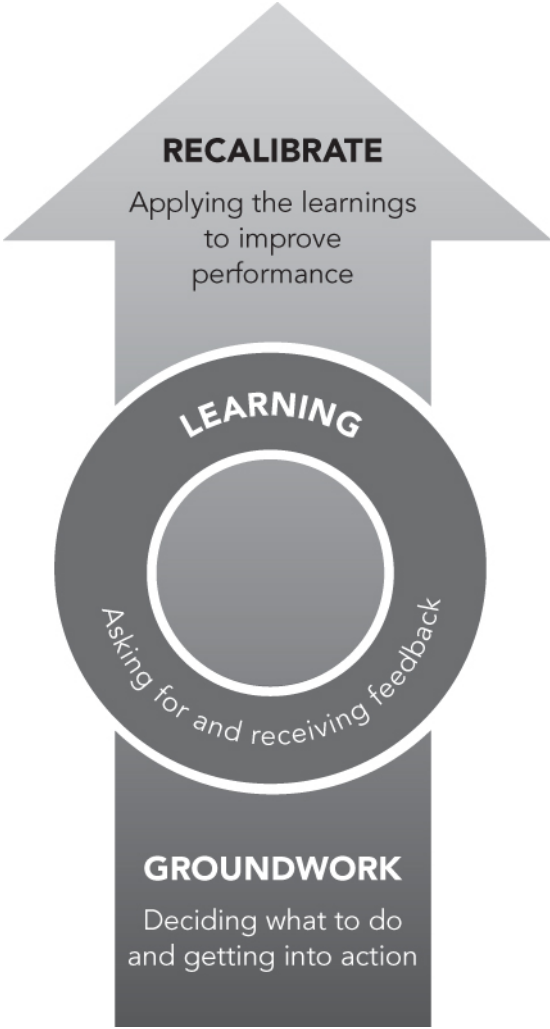 RECALIBRATE
Applying the learnings
to improve
performance
LEARNING
Asking for and receiving feedback
GROUNDWORK
Deciding what to do
and getting into action